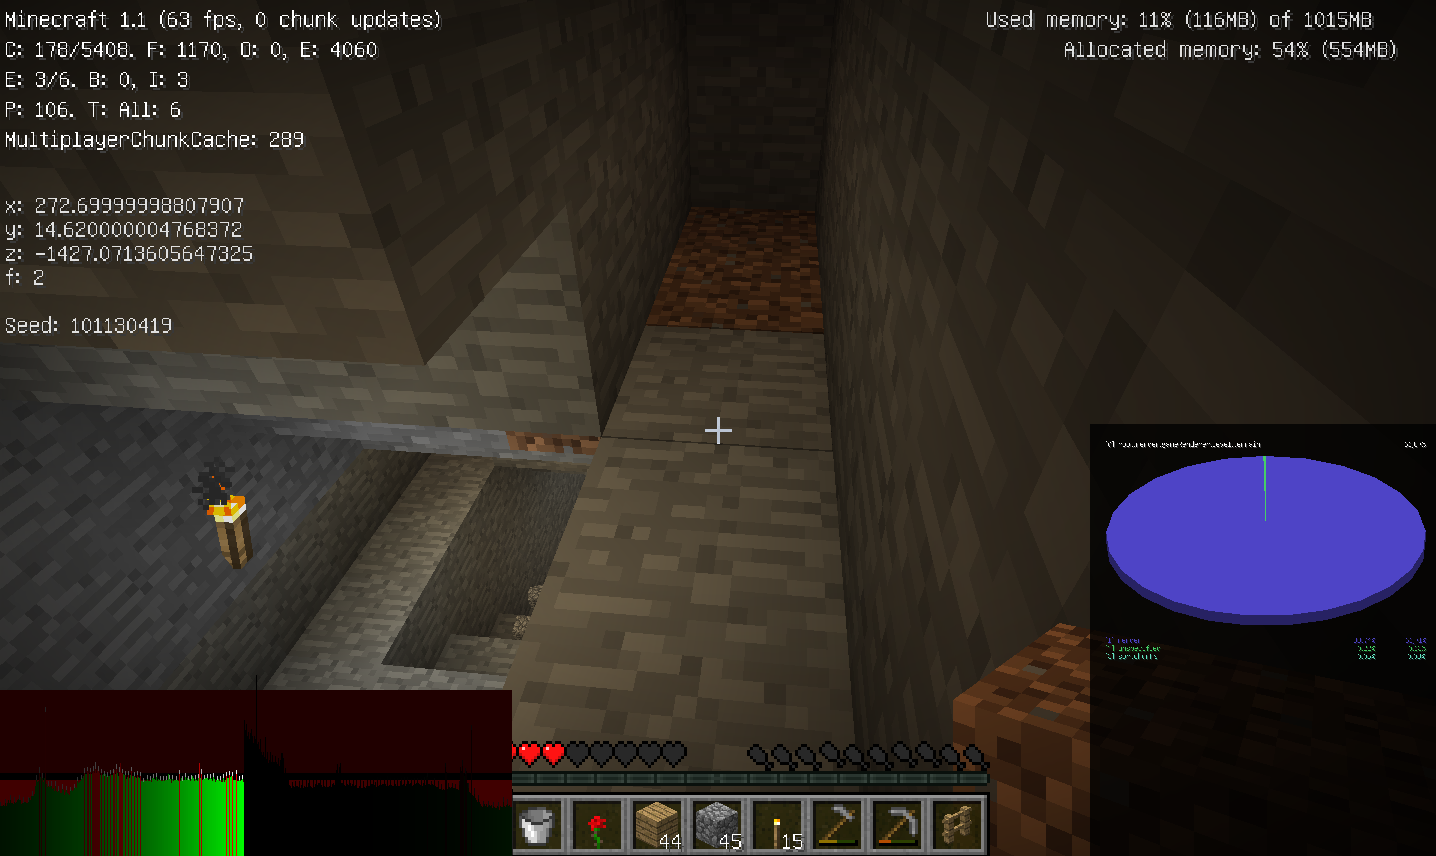 Minecraft 1.1 (63 fps, 0 chunk updates)
C: 178/5408. F: 1170, O: 0, E: 4060
E: 3/6. B: 0, I: 3
P: 106. T: All: 6
MultiplayerChunkCache: 289
x: 272.69999998807907
y: 14.620000004768372
z: -1427.0713605647325
f: 2
Seed: 101130419
Used memory: 11% (116MB) of 1015MB
Allocated memory: 54% (554MB)
44
45
15